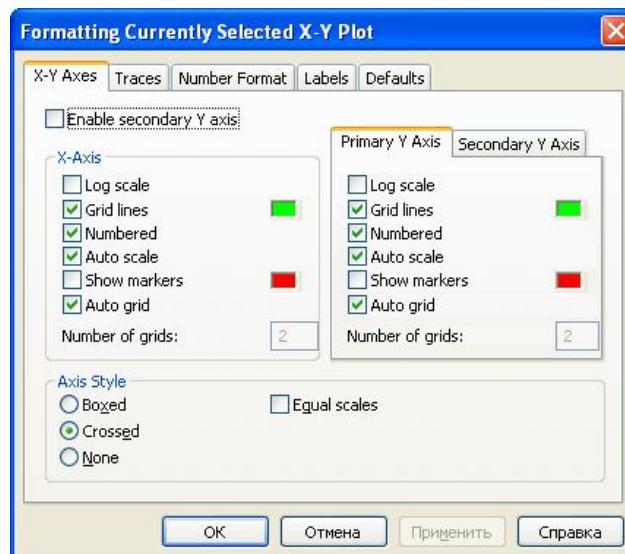 Formatting Currently Selected X-Y Plot
X-Y Axes Traces Number Format Labels Defaults
Enable secondary Y axis
X-Axis
Log scale
Grid lines
Numbered
Auto scale
Show markers
Auto grid
Number of grids: 2
Primary Y Axis Secondary Y Axis
Log scale
Grid lines
Numbered
Auto scale
Show markers
Auto grid
Number of grids: 2
Axis Style
Boxed Equal scales
Crossed
None
OK Отмена Применить Справка